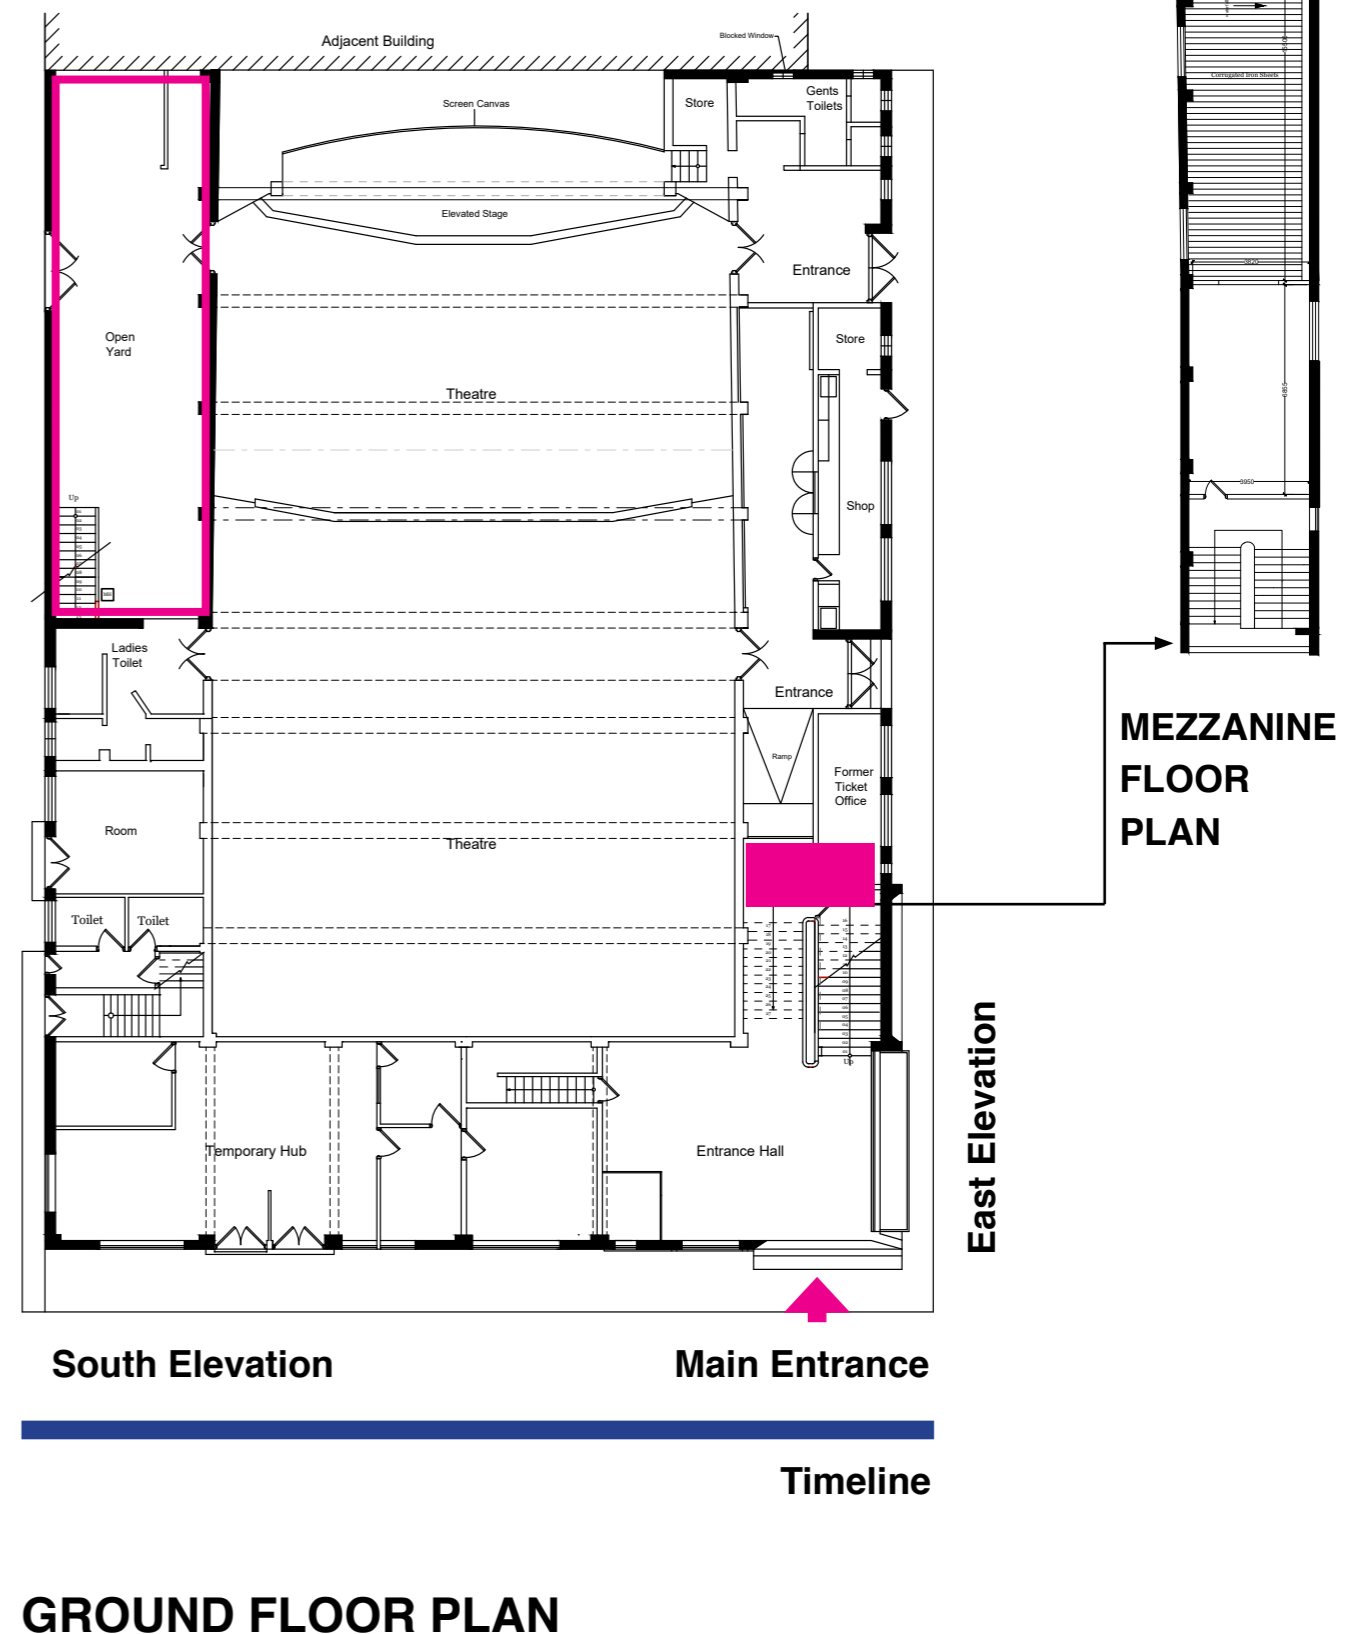 Adjacent Building
Blocked Window
Corrugated Iron Sheets
Screen Canvas
Store
Gents
Toilets
Elevated Stage
Entrance
Open
Yard
Store
Theatre
Up
Shop
3950
Ladies
Toilet
Entrance
MEZZANINE
FLOOR
PLAN
Ramp
Former
Ticket
Office
Room
Theatre
Toilet
Toilet
Up
East Elevation
Temporary Hub
Entrance Hall
South Elevation
Main Entrance
Timeline
GROUND FLOOR PLAN